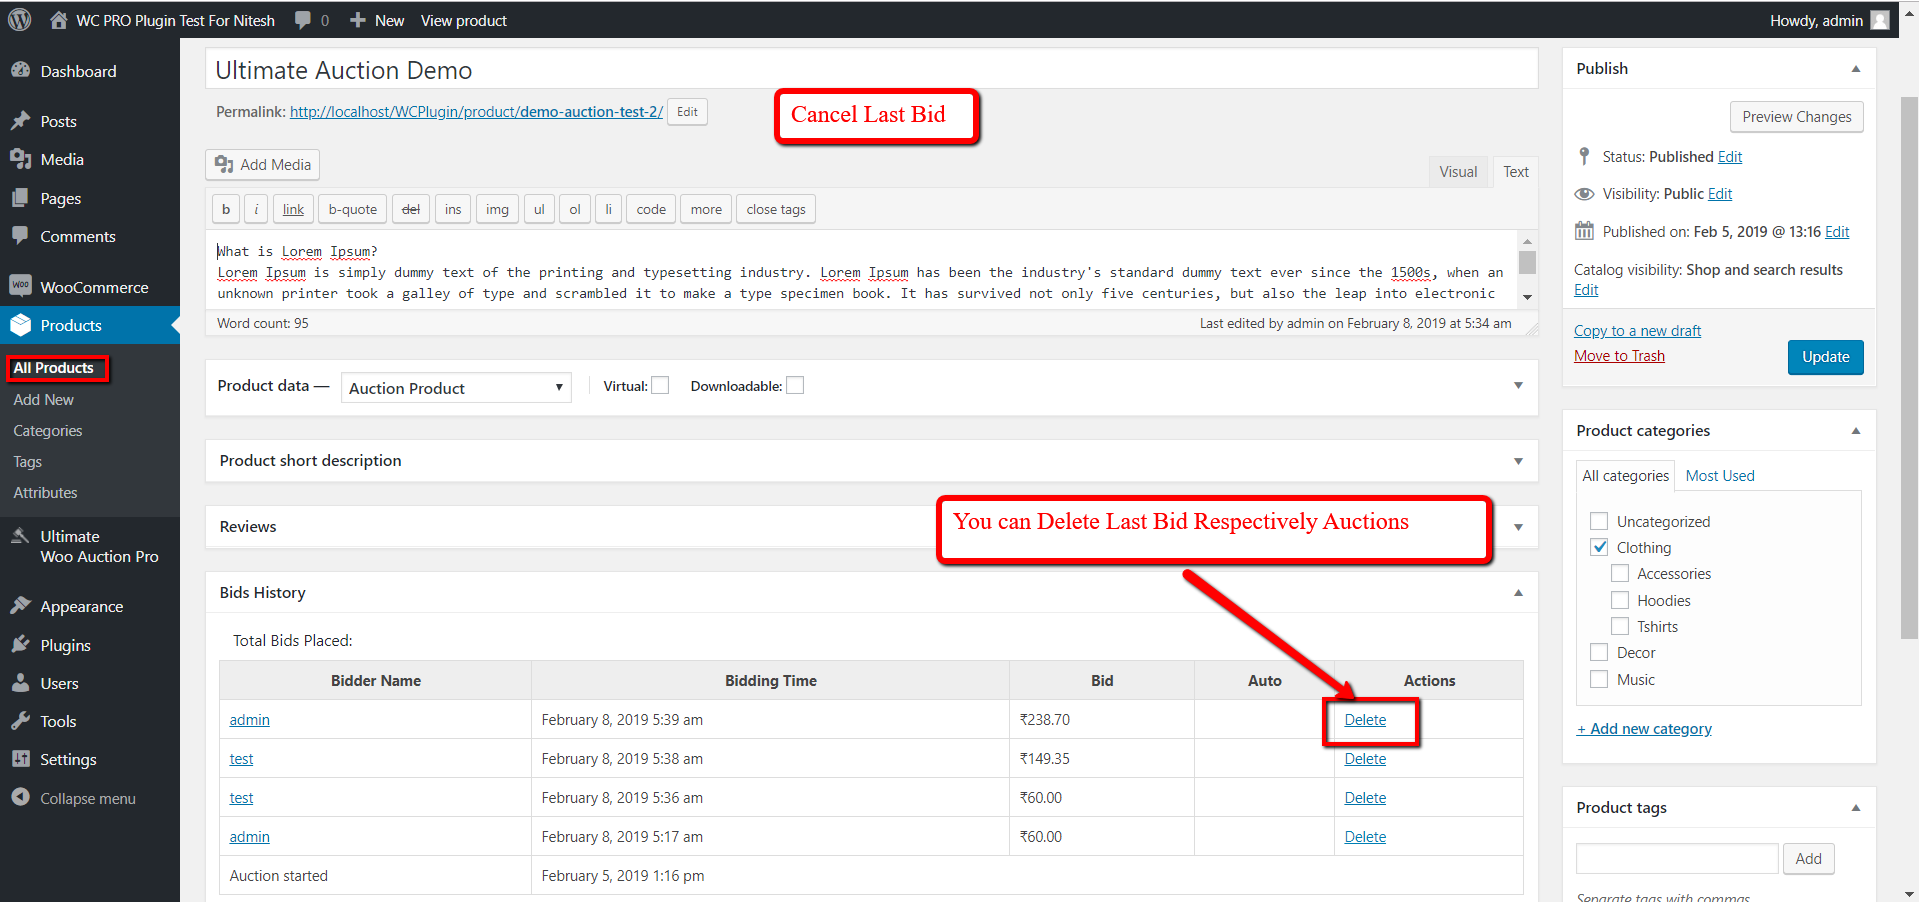 WC PRO Plugin Test For Nitesh 0 New View product Howdy, admin
Dashboard
Posts
Media
Pages
Comments
Woo WooCommerce
Products
All Products
Add New
Categories
Tags
Attributes
Ultimate
Woo Auction Pro
Appearance
Plugins
Users
Tools
Settings
Collapse menu
Ultimate Auction Demo
Permalink: http://localhost/WCPlugin/product/demo-auction-test-2/ Edit
Cancel Last Bid
Add Media
Visual Text
b i link b-quote del ins img ul ol li code more close tags
What is Lorem Ipsum?
Lorem Ipsum is simply dummy text of the printing and typesetting industry. Lorem Ipsum has been the industry's standard dummy text ever since the 1500s, when an
unknown printer took a galley of type and scrambled it to make a type specimen book. It has survived not only five centuries, but also the leap into electronic
Word count: 95 Last edited by admin on February 8, 2019 at 5:34 am
Product data — Auction Product Virtual: Downloadable:
Product short description
Reviews
You can Delete Last Bid Respectively Auctions
Bids History
Total Bids Placed:
Bidder Name Bidding Time Bid Auto Actions
admin February 8, 2019 5:39 am ₹238.70 Delete
test February 8, 2019 5:38 am ₹149.35 Delete
test February 8, 2019 5:36 am ₹60.00 Delete
admin February 8, 2019 5:17 am ₹60.00 Delete
Auction started February 5, 2019 1:16 pm
Publish
Preview Changes
Status: Published Edit
Visibility: Public Edit
Published on: Feb 5, 2019 @ 13:16 Edit
Catalog visibility: Shop and search results
Edit
Copy to a new draft
Move to Trash
Update
Product categories
All categories Most Used
Uncategorized
Clothing
Accessories
Hoodies
Tshirts
Decor
Music
+ Add new category
Product tags
Add
Separate tags with commas